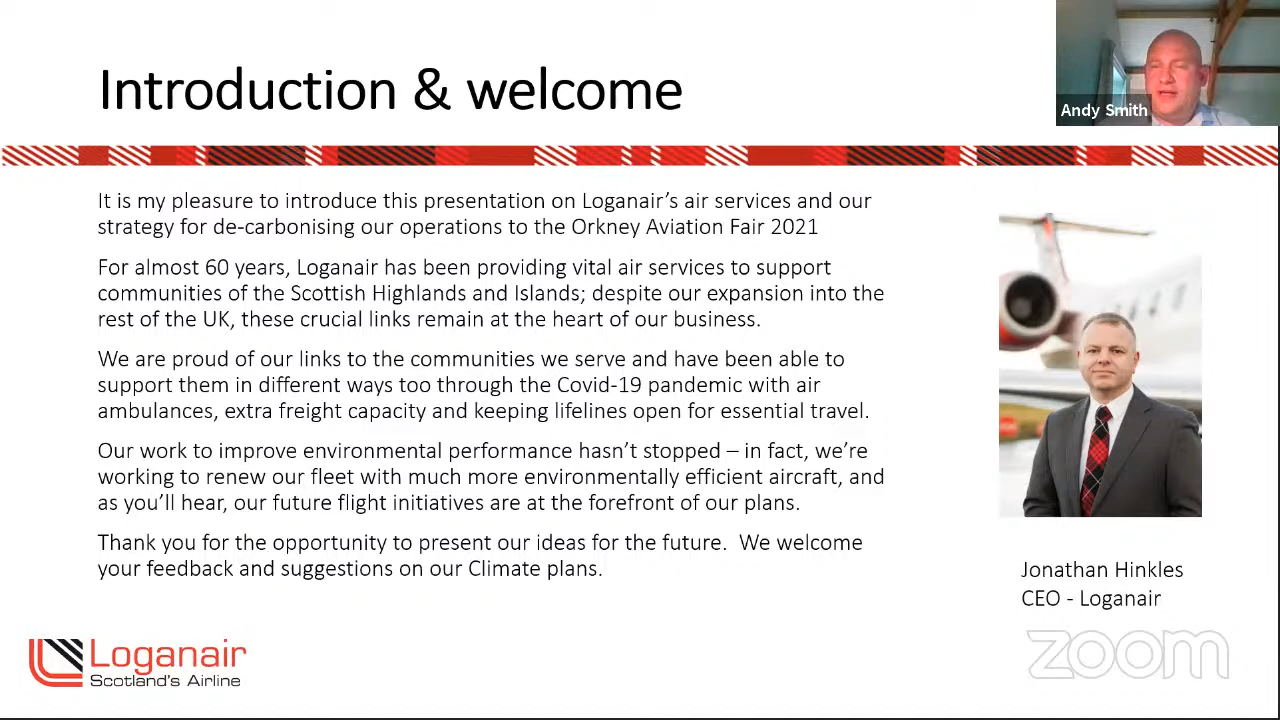 Introduction & welcome
Andy Smith
It is my pleasure to introduce this presentation on Loganair’s air services and our
strategy for de-carbonising our operations to the Orkney Aviation Fair 2021
For almost 60 years, Loganair has been providing vital air services to support
communities of the Scottish Highlands and Islands; despite our expansion into the
rest of the UK, these crucial links remain at the heart of our business.
We are proud of our links to the communities we serve and have been able to
support them in different ways too through the Covid-19 pandemic with air
ambulances, extra freight capacity and keeping lifelines open for essential travel.
Our work to improve environmental performance hasn’t stopped – in fact, we’re
working to renew our fleet with much more environmentally efficient aircraft, and
as you’ll hear, our future flight initiatives are at the forefront of our plans.
Thank you for the opportunity to present our ideas for the future.  We welcome
your feedback and suggestions on our Climate plans.
Jonathan Hinkles
CEO - Loganair
Loganair
Scotland's Airline
zoom